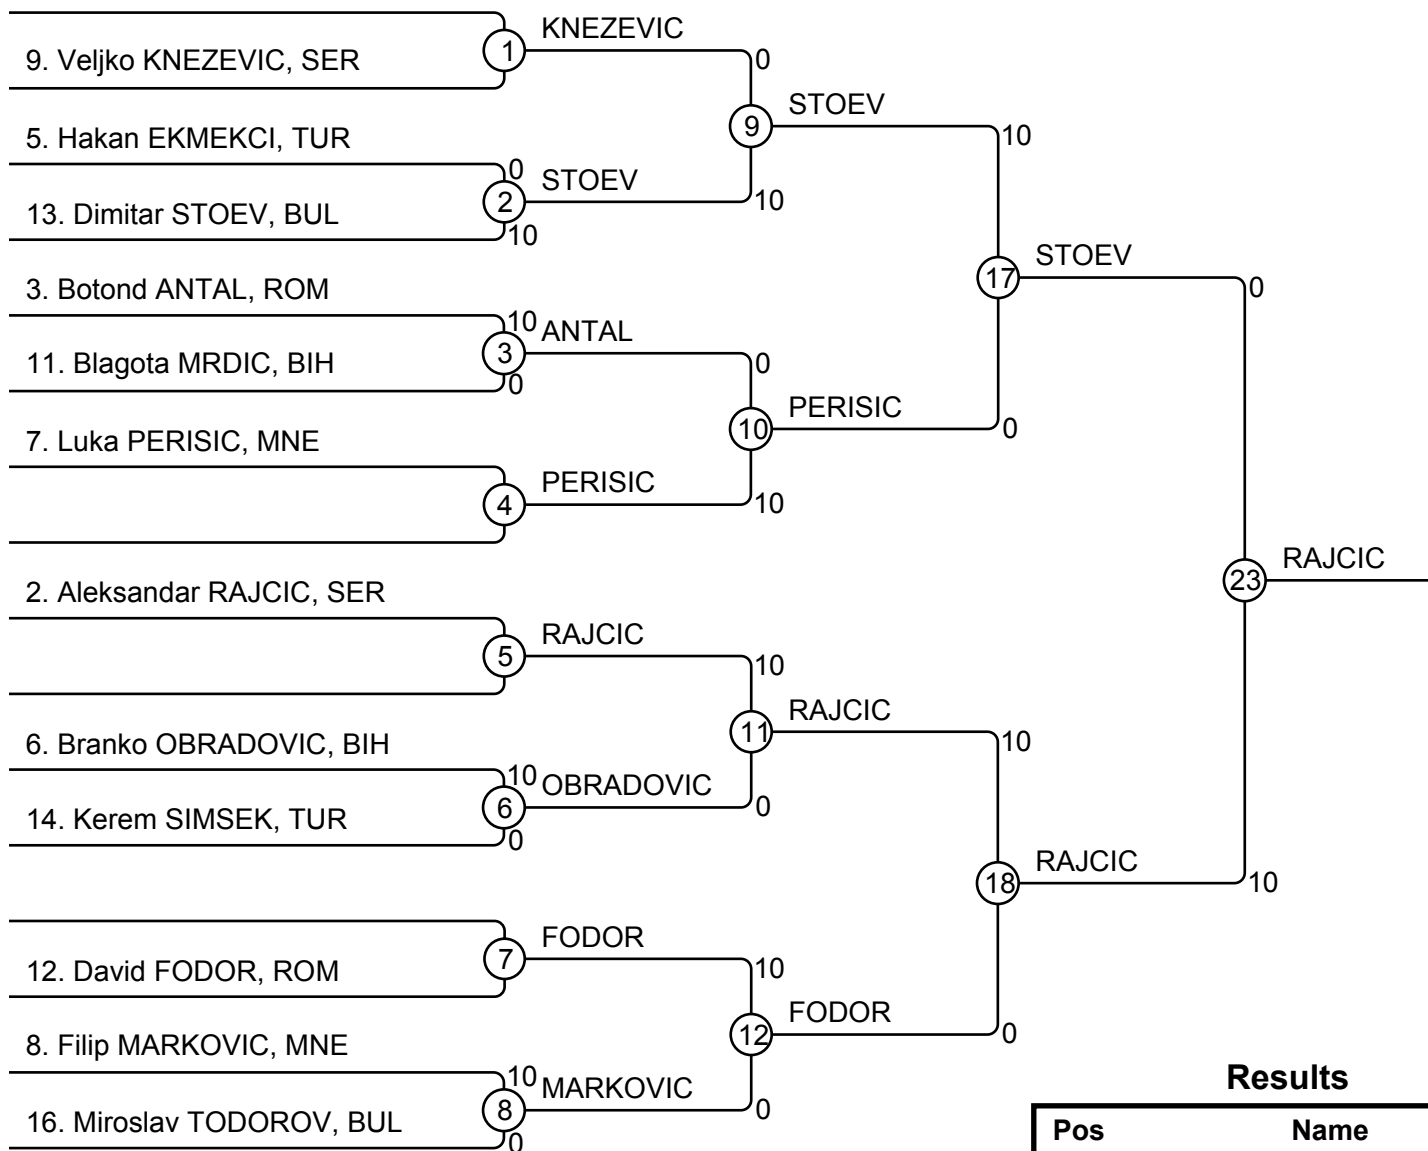 KNEZEVIC
9. Veljko KNEZEVIC, SER
1
0
STOEV
9
10
5. Hakan EKMEKCI, TUR
0
STOEV
2
13. Dimitar STOEV, BUL
10
10
STOEV
17
0
3. Botond ANTAL, ROM
10
ANTAL
3
11. Blagota MRDIC, BIH
0
0
PERISIC
10
0
7. Luka PERISIC, MNE
PERISIC
4
10
RAJCIC
23
2. Aleksandar RAJCIC, SER
RAJCIC
5
10
RAJCIC
11
10
6. Branko OBRADOVIC, BIH
10
OBRADOVIC
6
0
14. Kerem SIMSEK, TUR
0
RAJCIC
18
10
FODOR
7
12. David FODOR, ROM
10
FODOR
12
0
8. Filip MARKOVIC, MNE
10
MARKOVIC
8
0
16. Miroslav TODOROV, BUL
0
Results
Pos Name